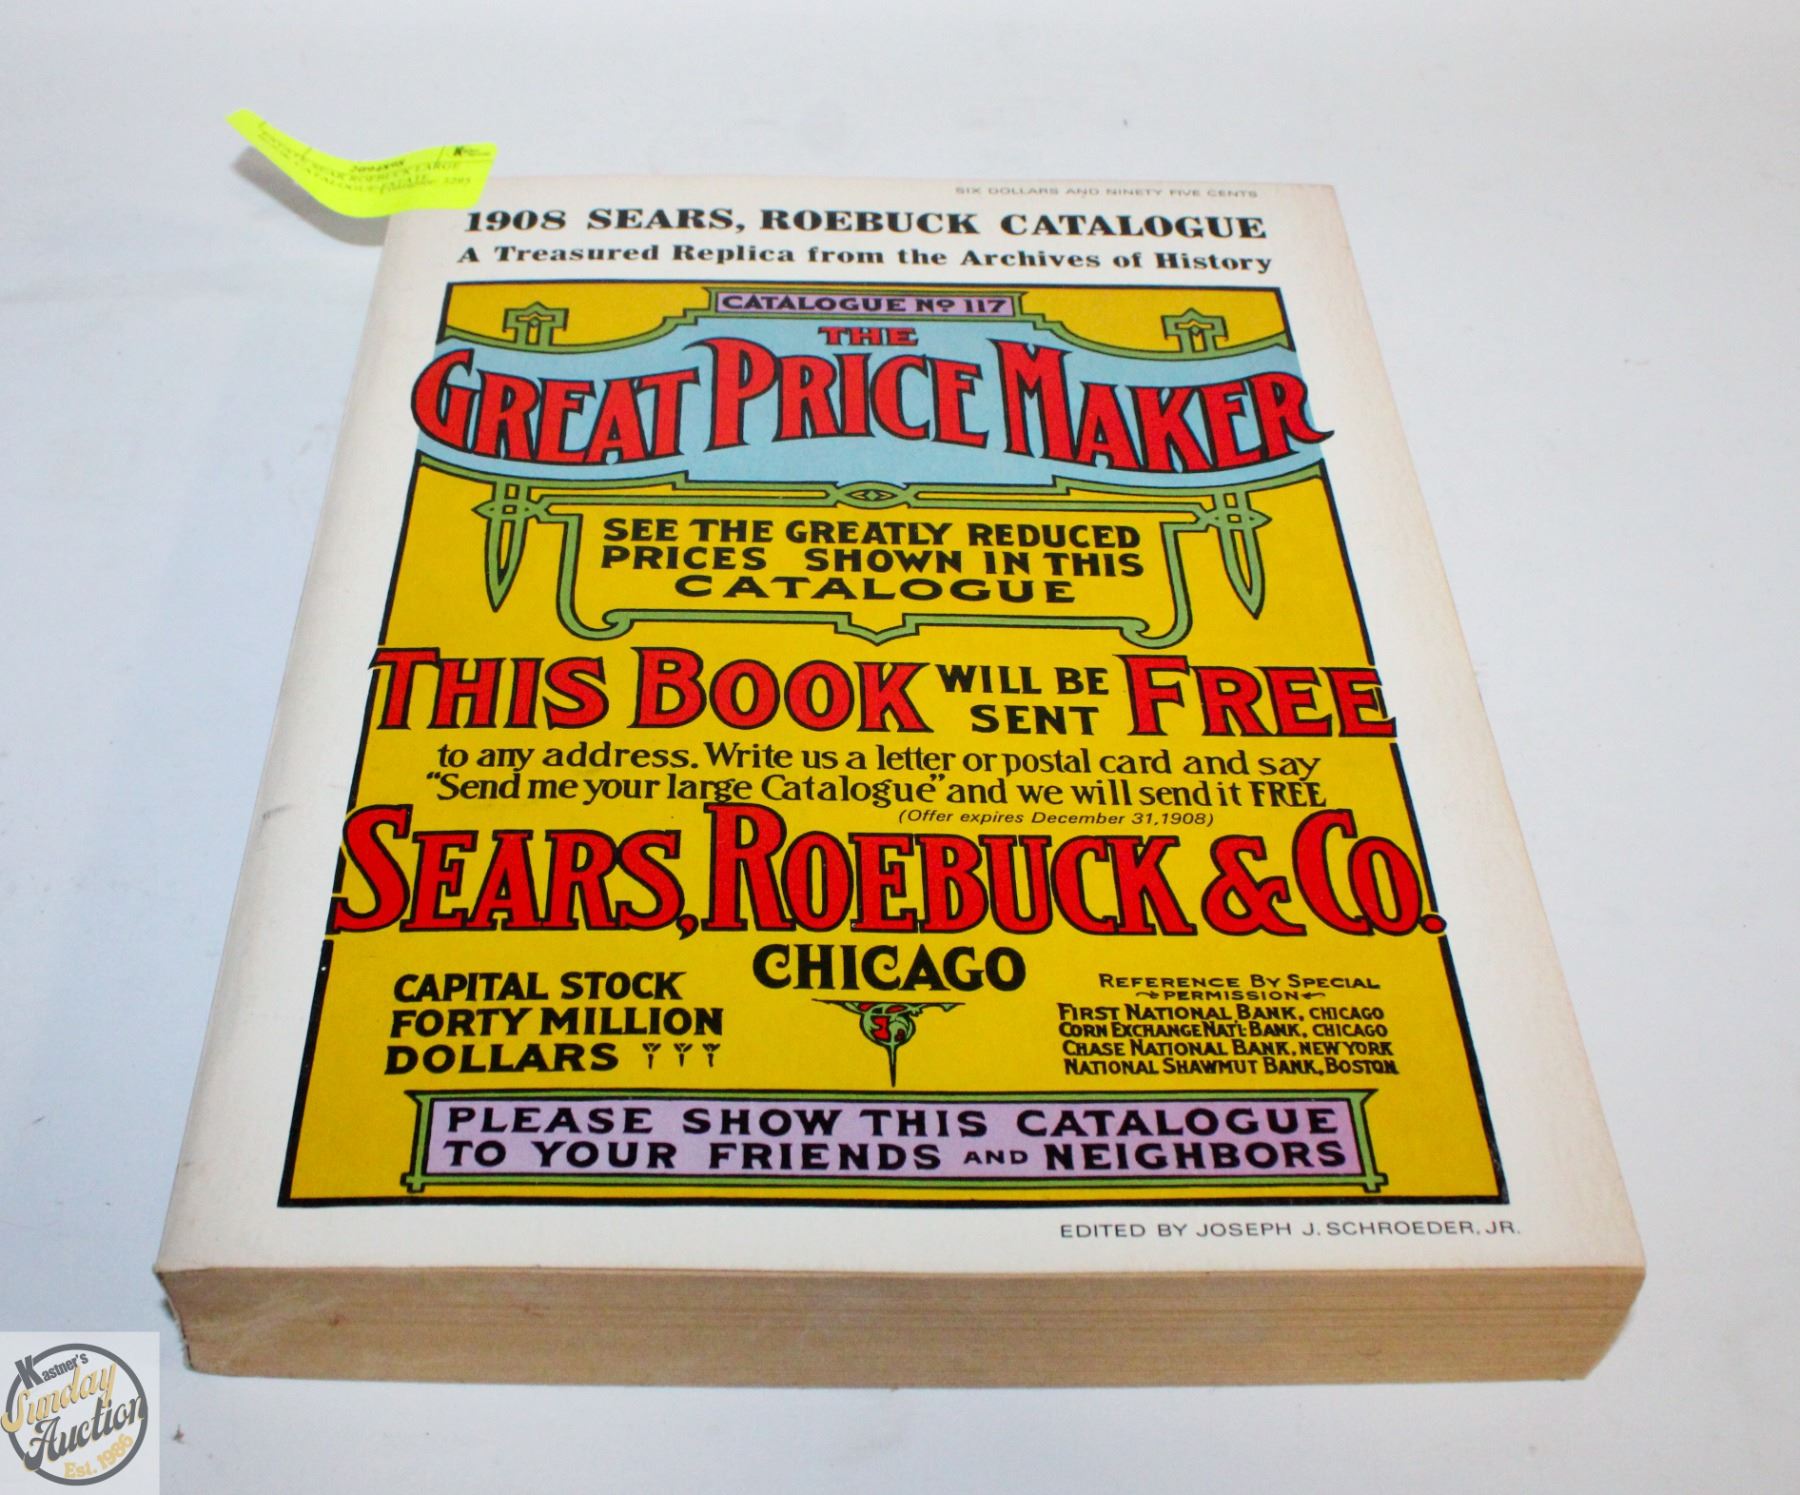 SIX DOLLARS AND NINETY FIVE CENTS
1908 SEARS, ROEBUCK CATALOGUE
A Treasured Replica from the Archives of History
CATALOGUE No 117
THE
GREAT PRICE MAKER
SEE THE GREATLY REDUCED
PRICES SHOWN IN THIS
CATALOGUE
THIS BOOK WILL BE SENT FREE
to any address. Write us a letter or postal card and say
"Send me your large Catalogue" and we will send it FREE
(Offer expires December 31, 1908)
SEARS, ROEBUCK & CO.
CHICAGO
CAPITAL STOCK
FORTY MILLION
DOLLARS
REFERENCE BY SPECIAL
PERMISSION
FIRST NATIONAL BANK, CHICAGO
CORN EXCHANGE NAT'L BANK, CHICAGO
CHASE NATIONAL BANK, NEW YORK
NATIONAL SHAWMUT BANK, BOSTON
PLEASE SHOW THIS CATALOGUE
TO YOUR FRIENDS AND NEIGHBORS
EDITED BY JOSEPH J. SCHROEDER, JR.
Kastner's
Sunday
Auction
Est. 1986